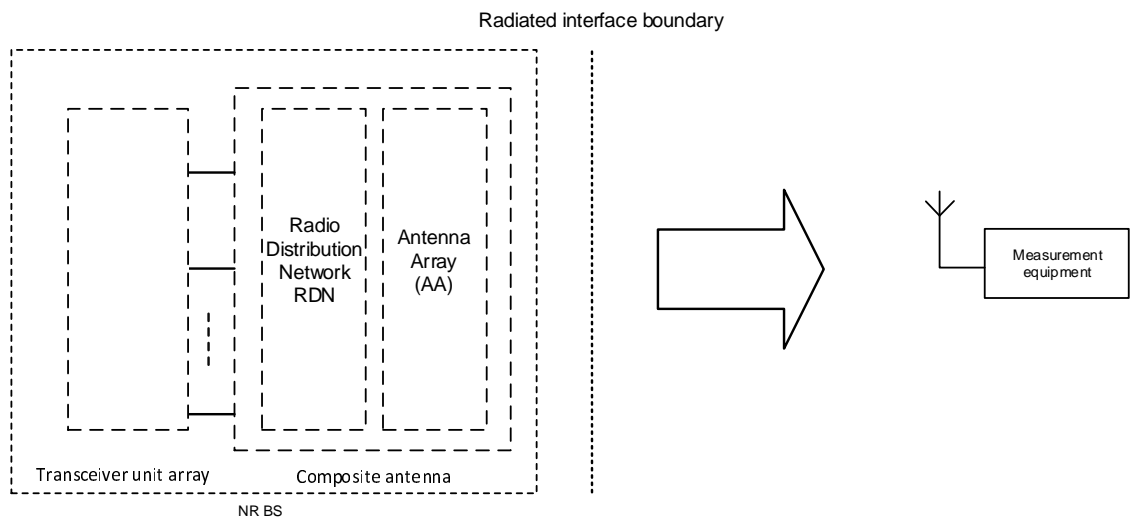 Radiated interface boundary
Radio
Distribution
Network
RDN
Antenna
Array
(AA)
Measurement
equipment
Transceiver unit array
Composite antenna
NR BS